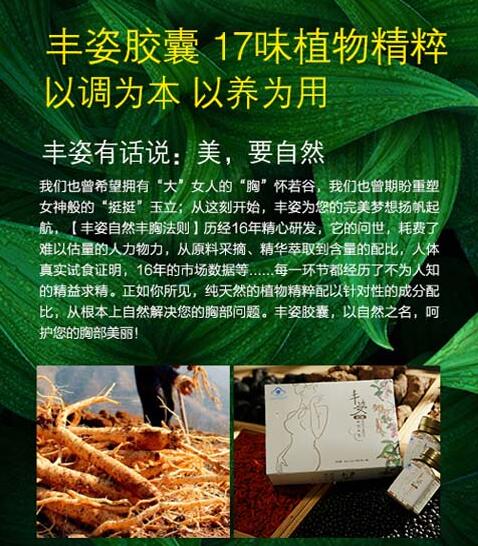 丰姿胶囊 17味植物精粹
以调为本 以养为用
丰姿有话说：美，要自然
我们也曾希望拥有“大”女人的“胸”怀若谷，我们也曾期盼重塑
女神般的“挺挺”玉立；从这刻开始，丰姿为您的完美梦想扬帆起
航，【丰姿自然丰胸法则】历经16年精心研发，它的问世，耗费了
难以估量的人力物力，从原料采摘、精华萃取到含量的配比，人体
真实试食证明，16年的市场数据等......每一环节都经历了不为人知
的精益求精。正如你所见，纯天然的植物精粹配以针对性的成分配
比，从根本上自然解决您的胸部问题。丰姿胶囊，以自然之名，呵
护您的胸部美丽！
丰姿